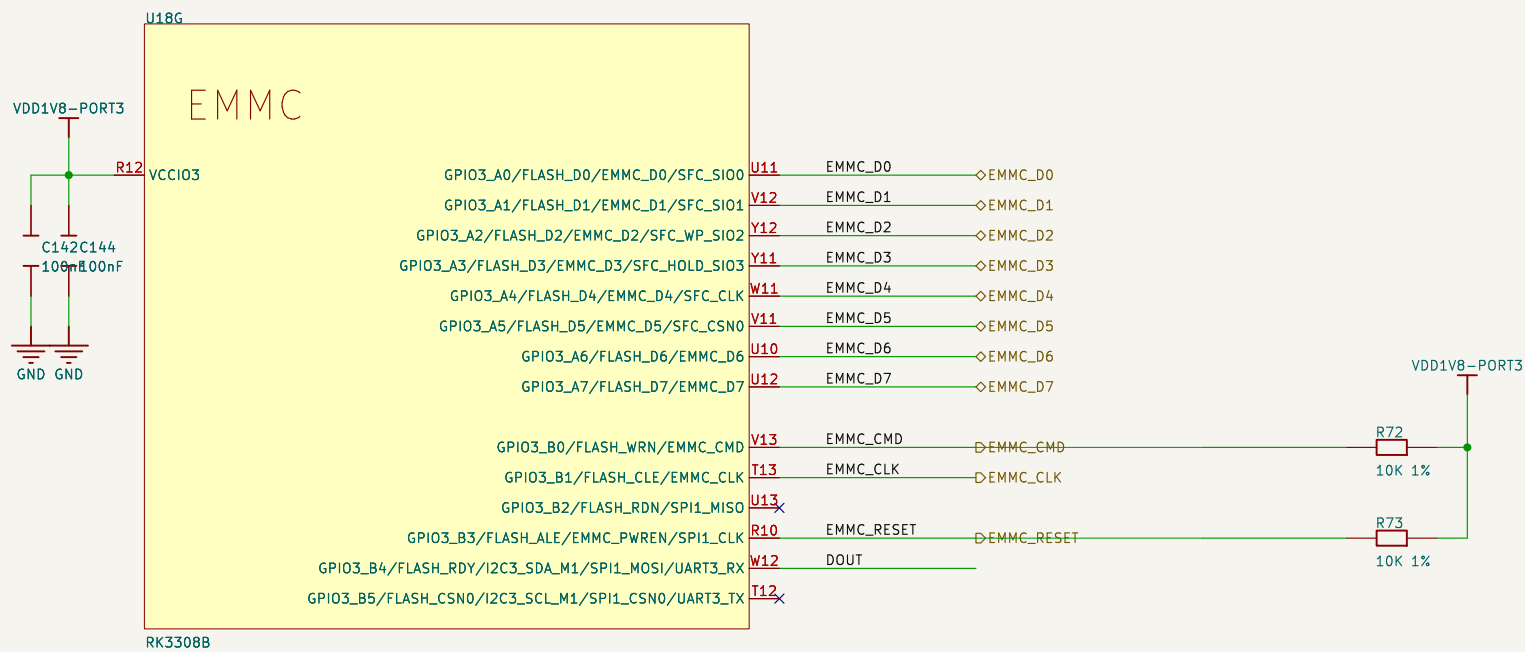 U18G
EMMC
VDD1V8-PORT3
R12 VCCIO3
C142 C144
100nF 100nF
GND GND
GPIO3_A0/FLASH_D0/EMMC_D0/SFC_SIO0 U11 EMMC_D0 EMMC_D0
GPIO3_A1/FLASH_D1/EMMC_D1/SFC_SIO1 V12 EMMC_D1 EMMC_D1
GPIO3_A2/FLASH_D2/EMMC_D2/SFC_WP_SIO2 Y12 EMMC_D2 EMMC_D2
GPIO3_A3/FLASH_D3/EMMC_D3/SFC_HOLD_SIO3 Y11 EMMC_D3 EMMC_D3
GPIO3_A4/FLASH_D4/EMMC_D4/SFC_CLK W11 EMMC_D4 EMMC_D4
GPIO3_A5/FLASH_D5/EMMC_D5/SFC_CSN0 V11 EMMC_D5 EMMC_D5
GPIO3_A6/FLASH_D6/EMMC_D6 U10 EMMC_D6 EMMC_D6
GPIO3_A7/FLASH_D7/EMMC_D7 U12 EMMC_D7 EMMC_D7
VDD1V8-PORT3
GPIO3_B0/FLASH_WRN/EMMC_CMD V13 EMMC_CMD EMMC_CMD
R72
10K 1%
GPIO3_B1/FLASH_CLE/EMMC_CLK T13 EMMC_CLK EMMC_CLK
GPIO3_B2/FLASH_RDN/SPI1_MISO U13
GPIO3_B3/FLASH_ALE/EMMC_PWREN/SPI1_CLK R10 EMMC_RESET EMMC_RESET
R73
10K 1%
GPIO3_B4/FLASH_RDY/I2C3_SDA_M1/SPI1_MOSI/UART3_RX W12 DOUT
GPIO3_B5/FLASH_CSN0/I2C3_SCL_M1/SPI1_CSN0/UART3_TX T12
RK3308B